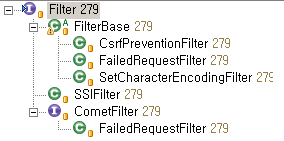 Filter 279
FilterBase 279
CsrfPreventionFilter 279
FailedRequestFilter 279
SetCharacterEncodingFilter 279
SSIFilter 279
CometFilter 279
FailedRequestFilter 279